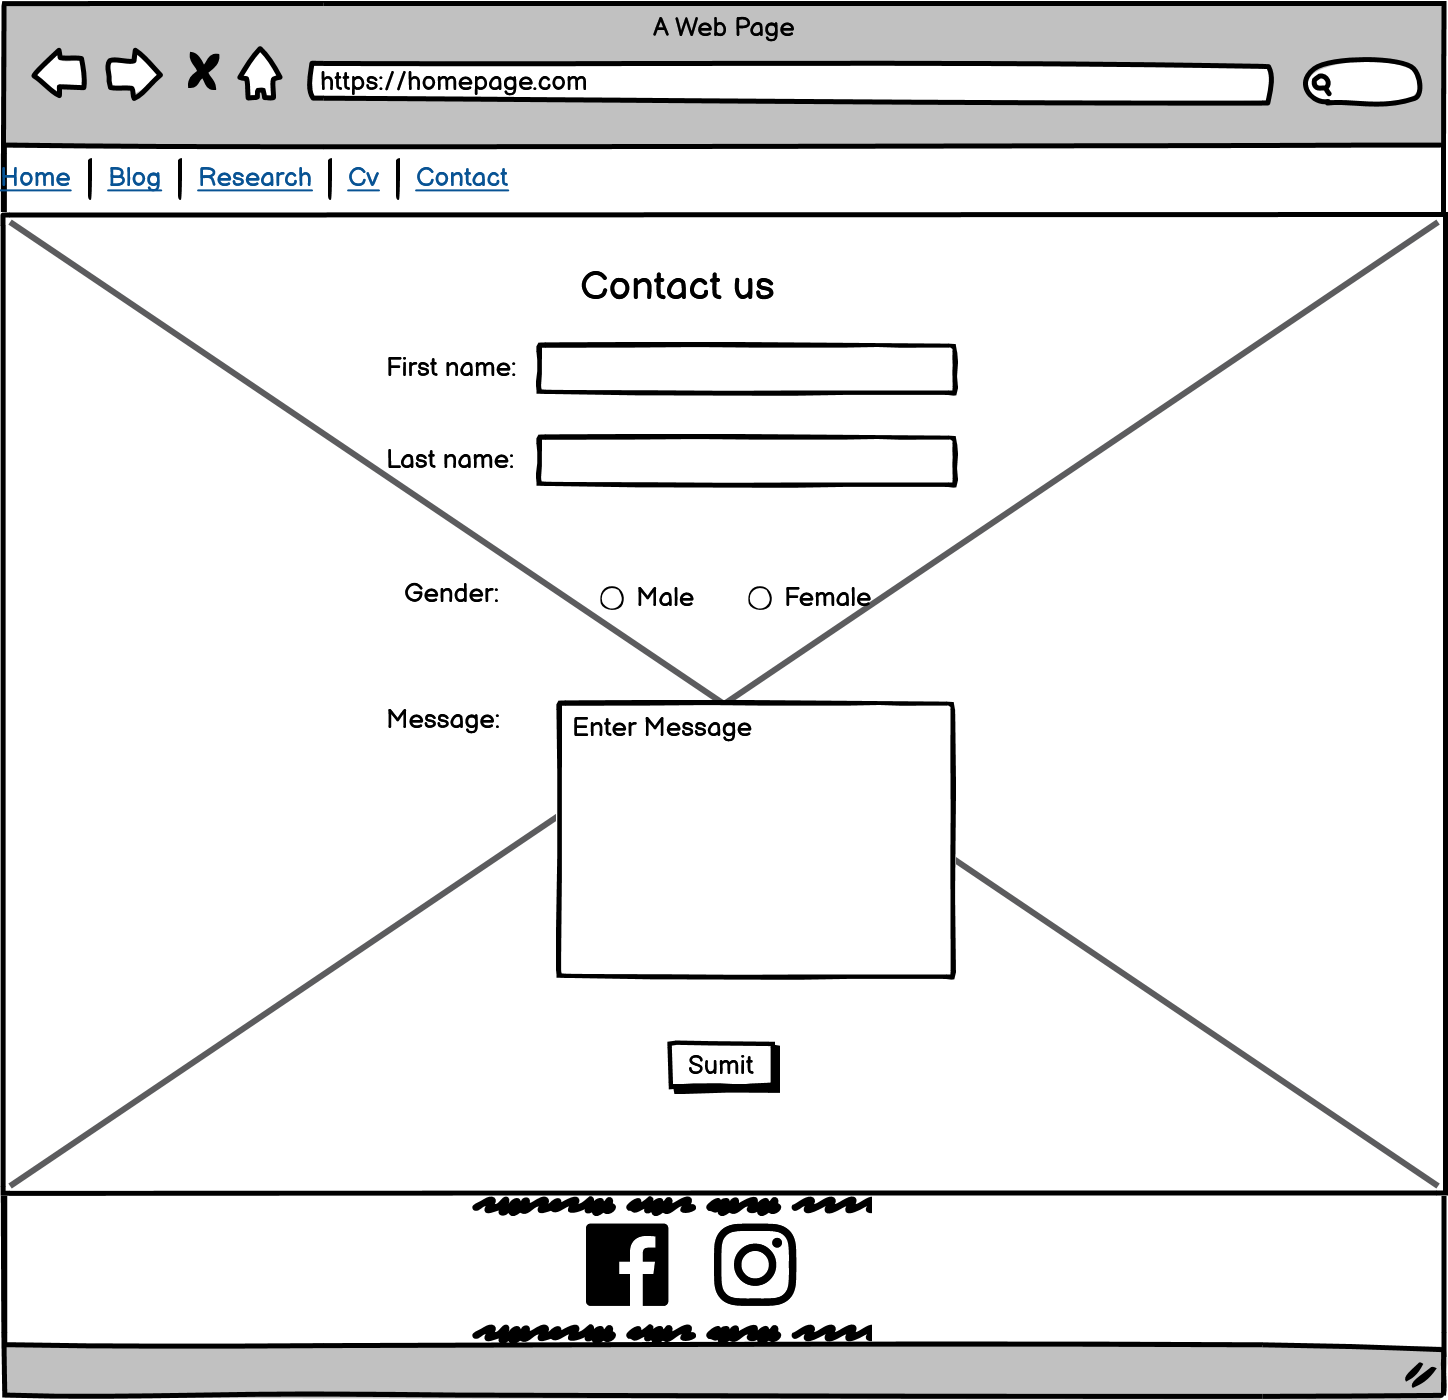 A Web Page
https://homepage.com
Home Blog Research Cv Contact
Contact us
First name:
Last name:
Gender: Male Female
Message: Enter Message
Sumit